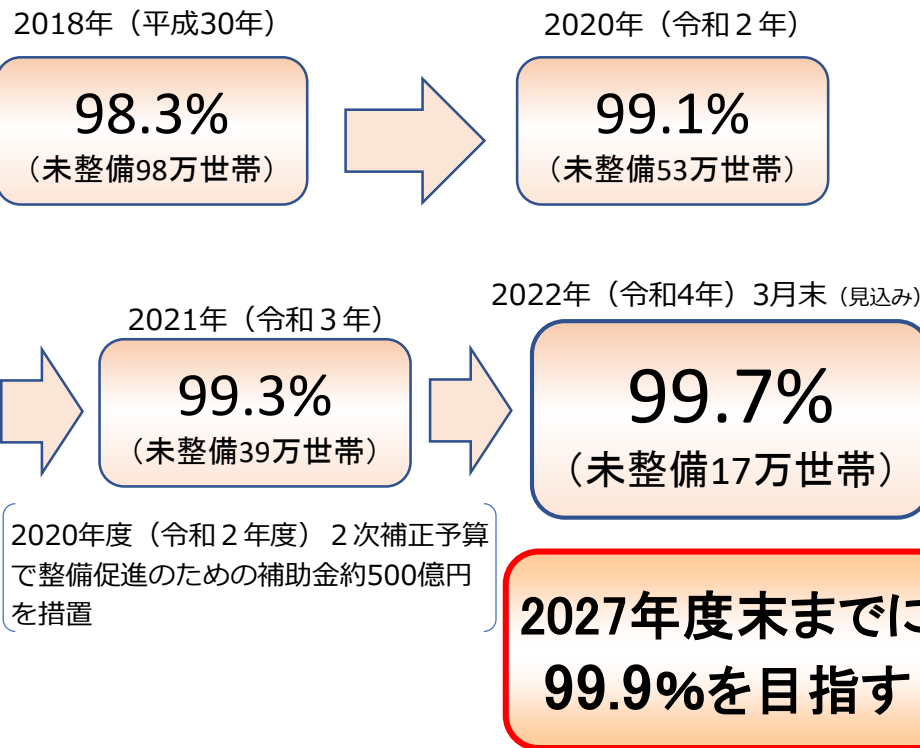 2018年（平成30年）
98.3%
（未整備98万世帯）
2020年（令和２年）
99.1%
（未整備53万世帯）
2021年（令和３年）
99.3%
（未整備39万世帯）
2022年（令和4年）3月末（見込み）
99.7%
（未整備17万世帯）
2020年度（令和２年度）２次補正予算
で整備促進のための補助金約500億円
を措置
2027年度末までに
99.9%を目指す